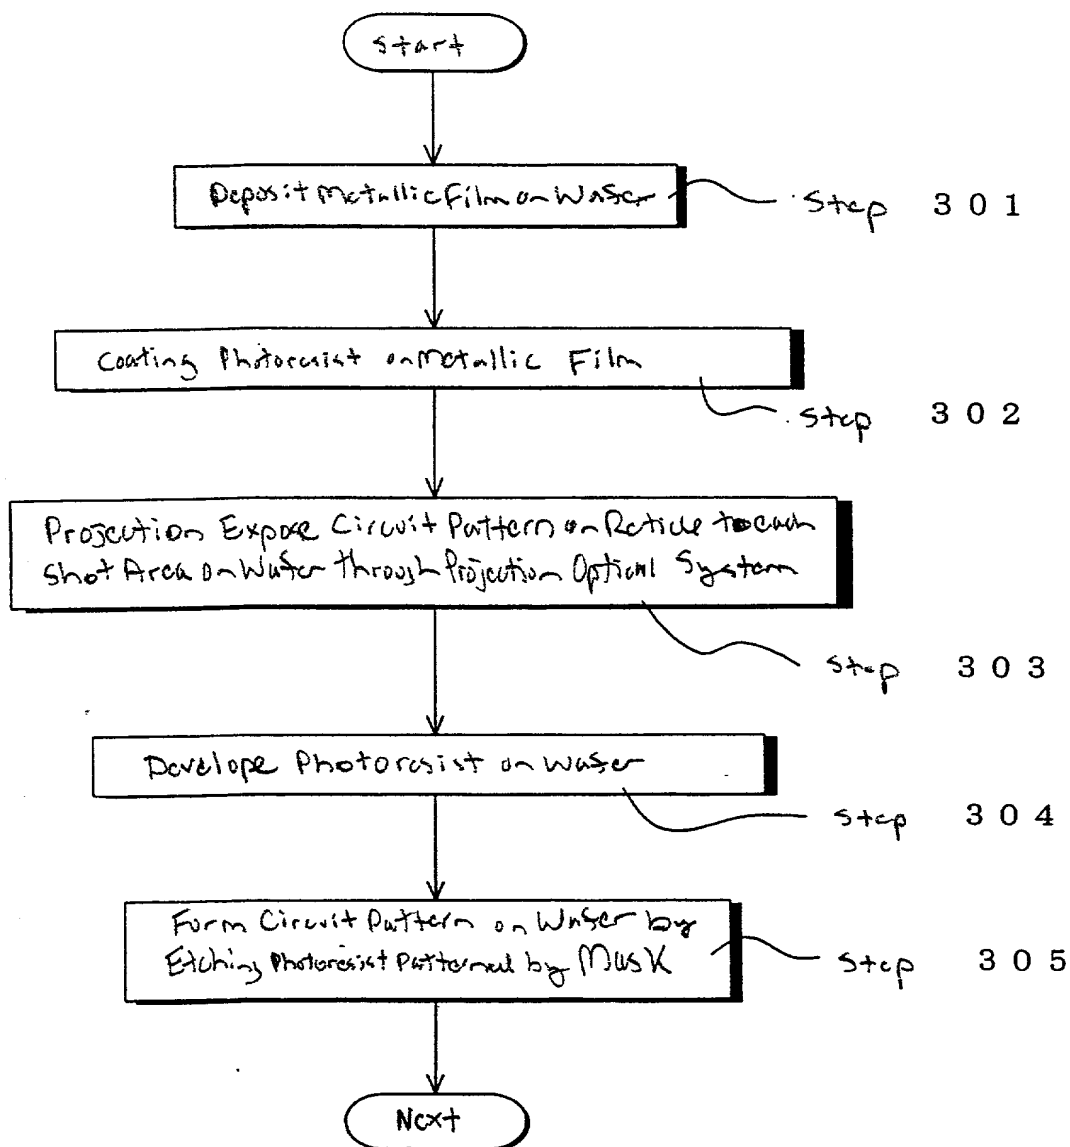 Start
Deposit Metallic Film on Wafer
Step 301
Coating Photoresist on Metallic Film
Step 302
Projection Expose Circuit Pattern on Reticle to each
Shot Area on Wafer through Projection Optical System
Step 303
Develope Photoresist on Wafer
Step 304
Form Circuit Pattern on Wafer by
Etching Photoresist Patterned by Mask
Step 305
Next